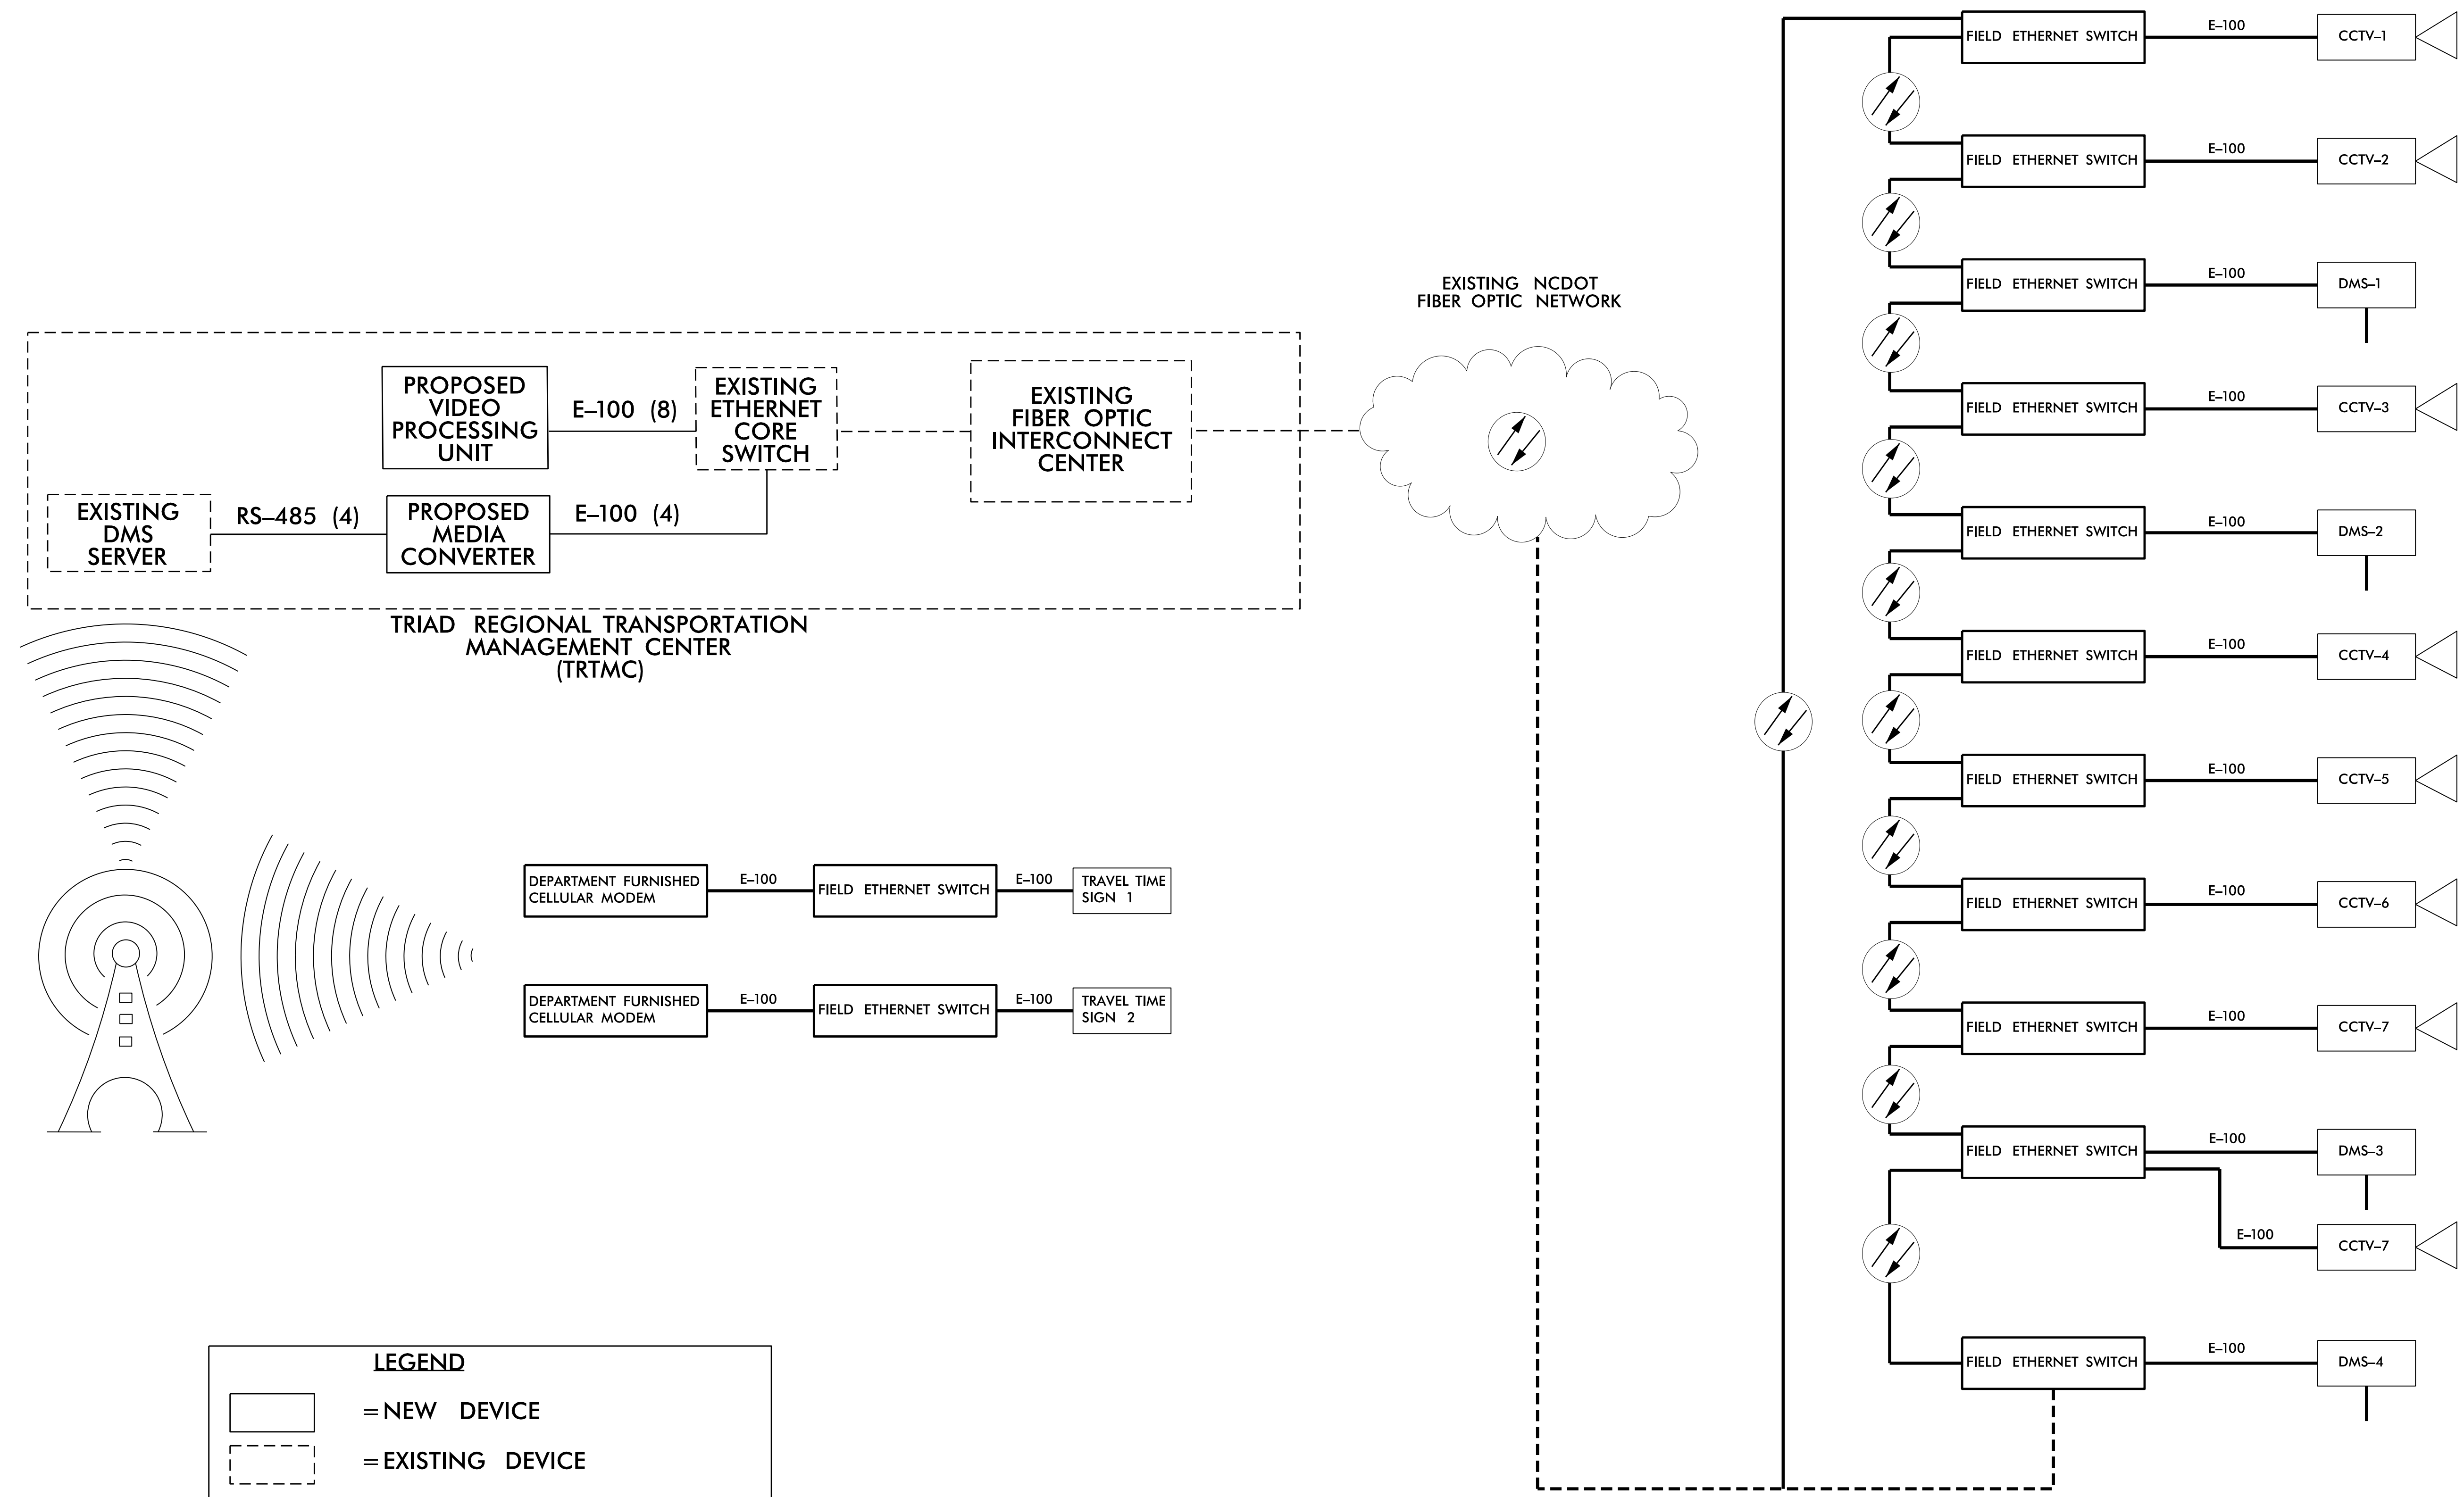 EXISTING NCDOT
FIBER OPTIC NETWORK
PROPOSED
VIDEO
PROCESSING
UNIT
E–100 (8)
EXISTING
ETHERNET
CORE
SWITCH
EXISTING
FIBER OPTIC
INTERCONNECT
CENTER
EXISTING
DMS
SERVER
RS–485 (4)
PROPOSED
MEDIA
CONVERTER
E–100 (4)
TRIAD REGIONAL TRANSPORTATION
MANAGEMENT CENTER
(TRTMC)
DEPARTMENT FURNISHED
CELLULAR MODEM
E–100
FIELD ETHERNET SWITCH
E–100
TRAVEL TIME
SIGN 1
DEPARTMENT FURNISHED
CELLULAR MODEM
E–100
FIELD ETHERNET SWITCH
E–100
TRAVEL TIME
SIGN 2
LEGEND
= NEW DEVICE
= EXISTING DEVICE
FIELD ETHERNET SWITCH
E–100
CCTV–1
FIELD ETHERNET SWITCH
E–100
CCTV–2
FIELD ETHERNET SWITCH
E–100
DMS–1
FIELD ETHERNET SWITCH
E–100
CCTV–3
FIELD ETHERNET SWITCH
E–100
DMS–2
FIELD ETHERNET SWITCH
E–100
CCTV–4
FIELD ETHERNET SWITCH
E–100
CCTV–5
FIELD ETHERNET SWITCH
E–100
CCTV–6
FIELD ETHERNET SWITCH
E–100
CCTV–7
FIELD ETHERNET SWITCH
E–100
DMS–3
E–100
CCTV–7
FIELD ETHERNET SWITCH
E–100
DMS–4